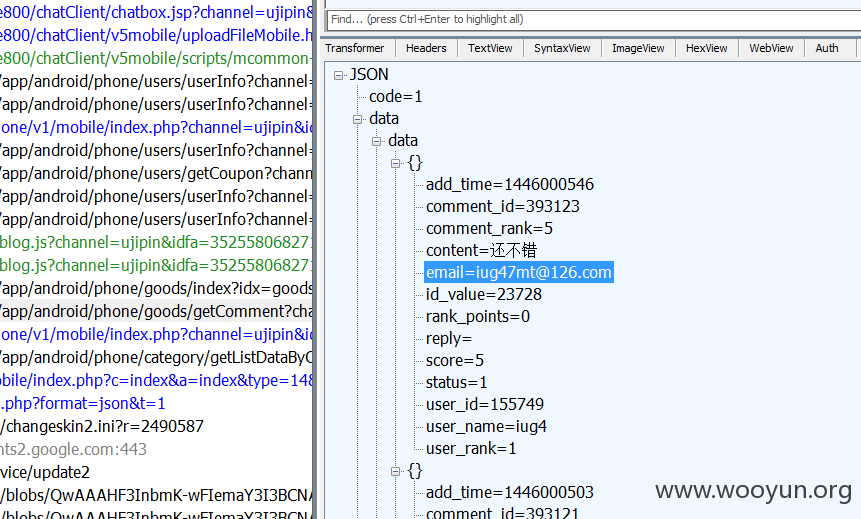 e800/chatClient/chatbox.jsp?channel=ujipin&
e800/chatClient/v5mobile/uploadFileMobile.h
e800/chatClient/v5mobile/scripts/mcommon-
/app/android/phone/users/userInfo?channel=
/app/android/phone/users/userInfo?channel=
one/v1/mobile/index.php?channel=ujipin&id
/app/android/phone/users/userInfo?channel=
/app/android/phone/users/getCoupon?chann
/app/android/phone/users/userInfo?channel=
/app/android/phone/users/userInfo?channel=
blog.js?channel=ujipin&idfa=352558068271
blog.js?channel=ujipin&idfa=352558068271
/app/android/phone/goods/index?idx=goods
/app/android/phone/goods/getComment?cha
one/v1/mobile/index.php?channel=ujipin&id
/app/android/phone/category/getListDataByC
obile/index.php?c=index&a=index&type=148
.php?format=json&t=1
/changeskin2.ini?r=2490587
nts2.google.com:443
vice/update2
/blobs/QwAAAHF3InbmK-wFIemaY3I3BCNA
Find... (press Ctrl+Enter to highlight all)
Transformer Headers TextView SyntaxView ImageView HexView WebView Auth
JSON
code=1
data
data
{}
add_time=1446000546
comment_id=393123
comment_rank=5
content=还不错
email=iug47mt@126.com
id_value=23728
rank_points=0
reply=
score=5
status=1
user_id=155749
user_name=iug4
user_rank=1
{}
add_time=1446000503
comment_id=393121
www.wooyun.org